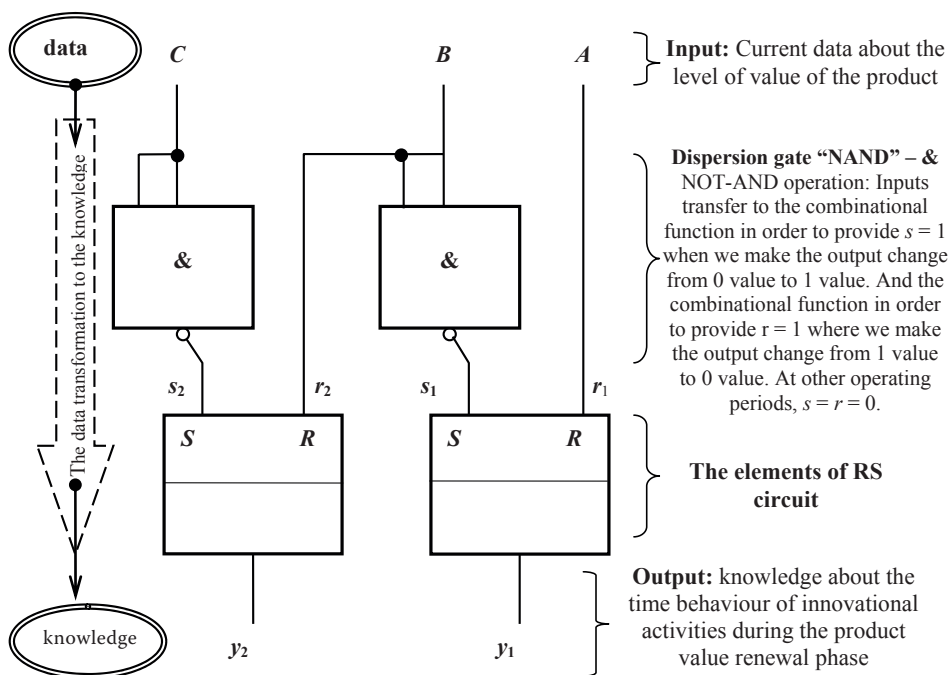 data
C
B
A
Input: Current data about the
level of value of the product
The data transformation to the knowledge
Dispersion gate “NAND” – &
NOT-AND operation: Inputs
transfer to the combinational
function in order to provide s = 1
when we make the output change
from 0 value to 1 value. And the
combinational function in order
to provide r = 1 where we make
the output change from 1 value
to 0 value. At other operating
periods, s = r = 0.
&
&
s2
r2
s1
r1
S
R
S
R
The elements of RS
circuit
Output: knowledge about the
time behaviour of innovational
activities during the product
value renewal phase
knowledge
y2
y1